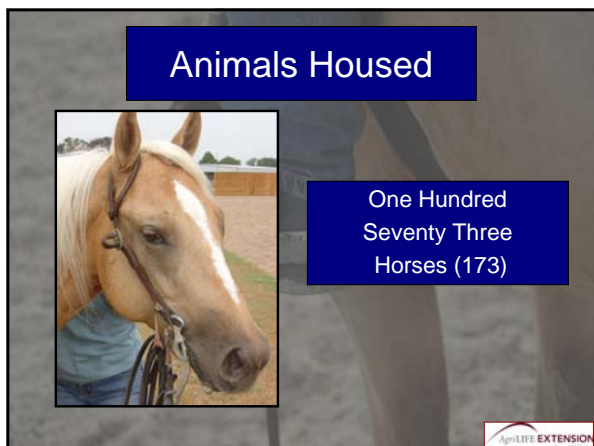 Animals Housed
One Hundred
Seventy Three
Horses (173)
AgriLIFE EXTENSION